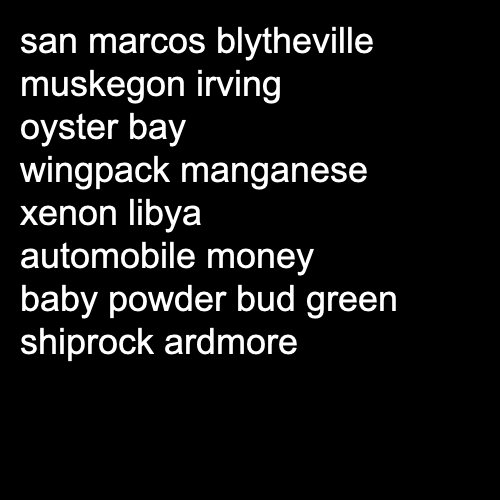 san marcos blytheville
muskegon irving
oyster bay
wingpack manganese
xenon libya
automobile money
baby powder bud green
shiprock ardmore